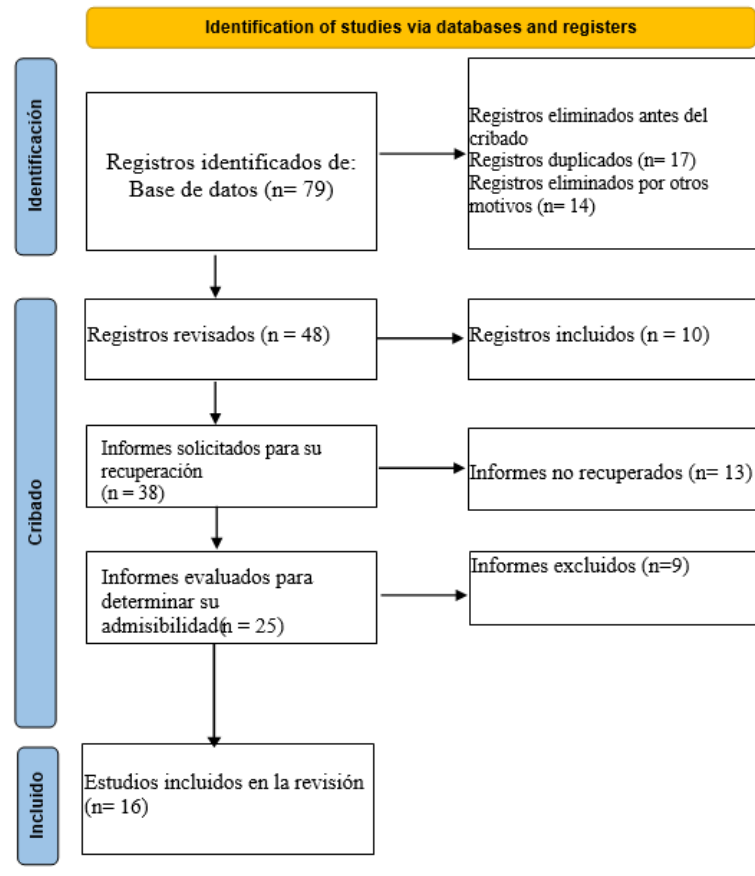 Identification of studies via databases and registers
Identificación
Registros identificados de:
Base de datos (n= 79)
Registros eliminados antes del
cribado
Registros duplicados (n= 17)
Registros eliminados por otros
motivos (n= 14)
Cribado
Registros revisados (n = 48)
Registros incluidos (n = 10)
Informes solicitados para su
recuperación
(n = 38)
Informes no recuperados (n= 13)
Informes evaluados para
determinar su
admisibilidad(n = 25)
Informes excluidos (n=9)
Incluido
Estudios incluidos en la revisión
(n= 16)